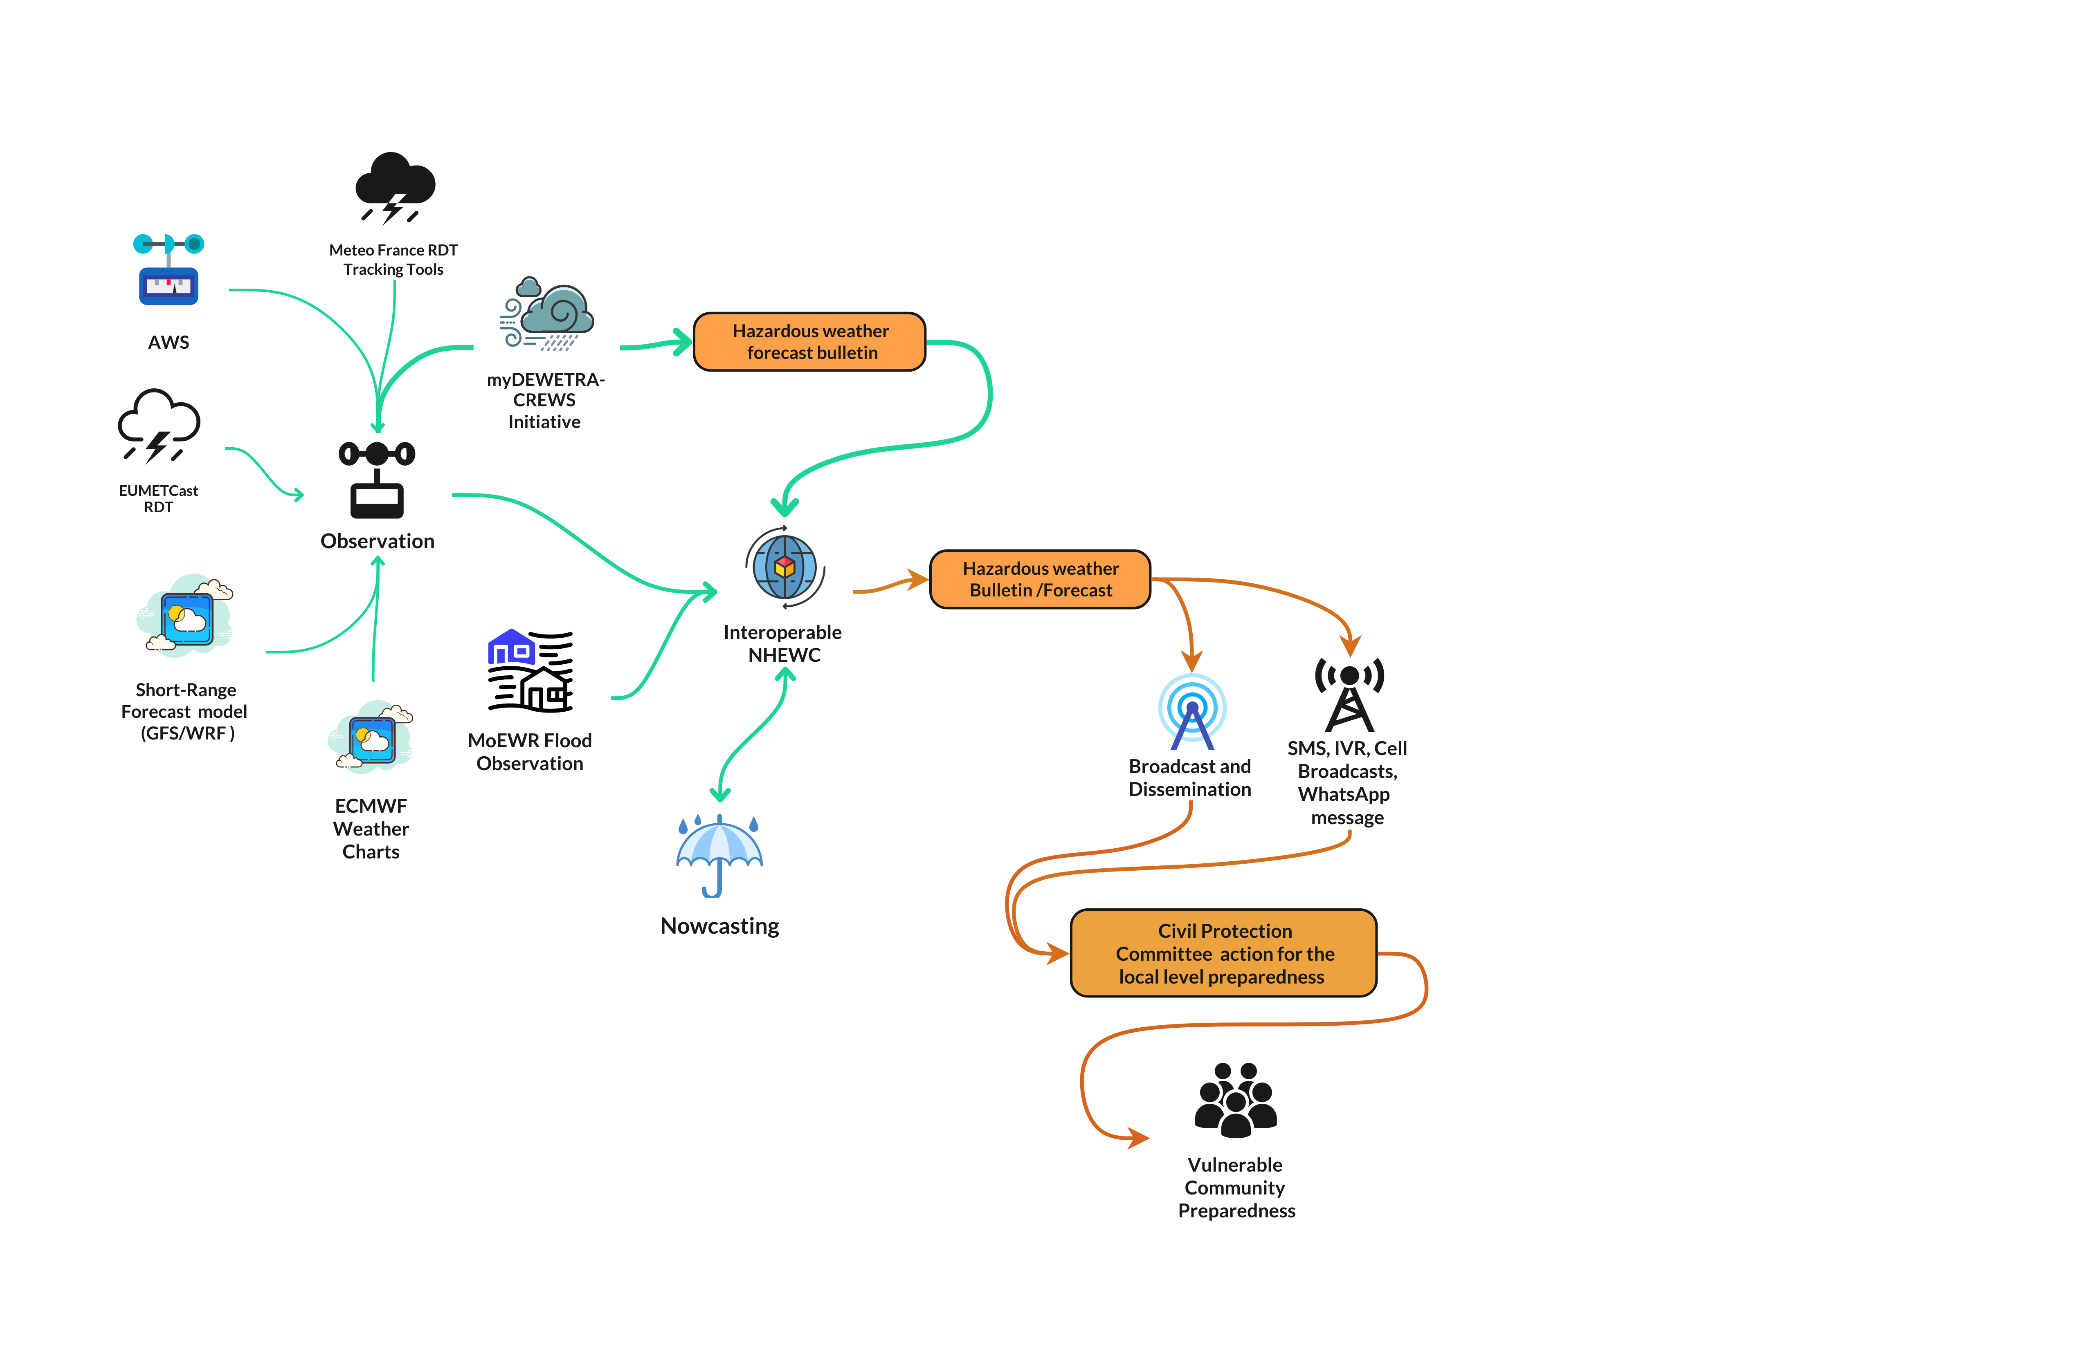 Meteo France RDT
Tracking Tools
AWS
Hazardous weather
forecast bulletin
myDEWETRA-
CREWS
Initiative
EUMETCast
RDT
Observation
Hazardous weather
Bulletin /Forecast
Interoperable
NHEWC
Short-Range
Forecast model
(GFS/WRF )
MoEWR Flood
Observation
ECMWF
Weather
Charts
Broadcast and
Dissemination
SMS, IVR, Cell
Broadcasts,
WhatsApp
message
Nowcasting
Civil Protection
Committee action for the
local level preparedness
Vulnerable
Community
Preparedness